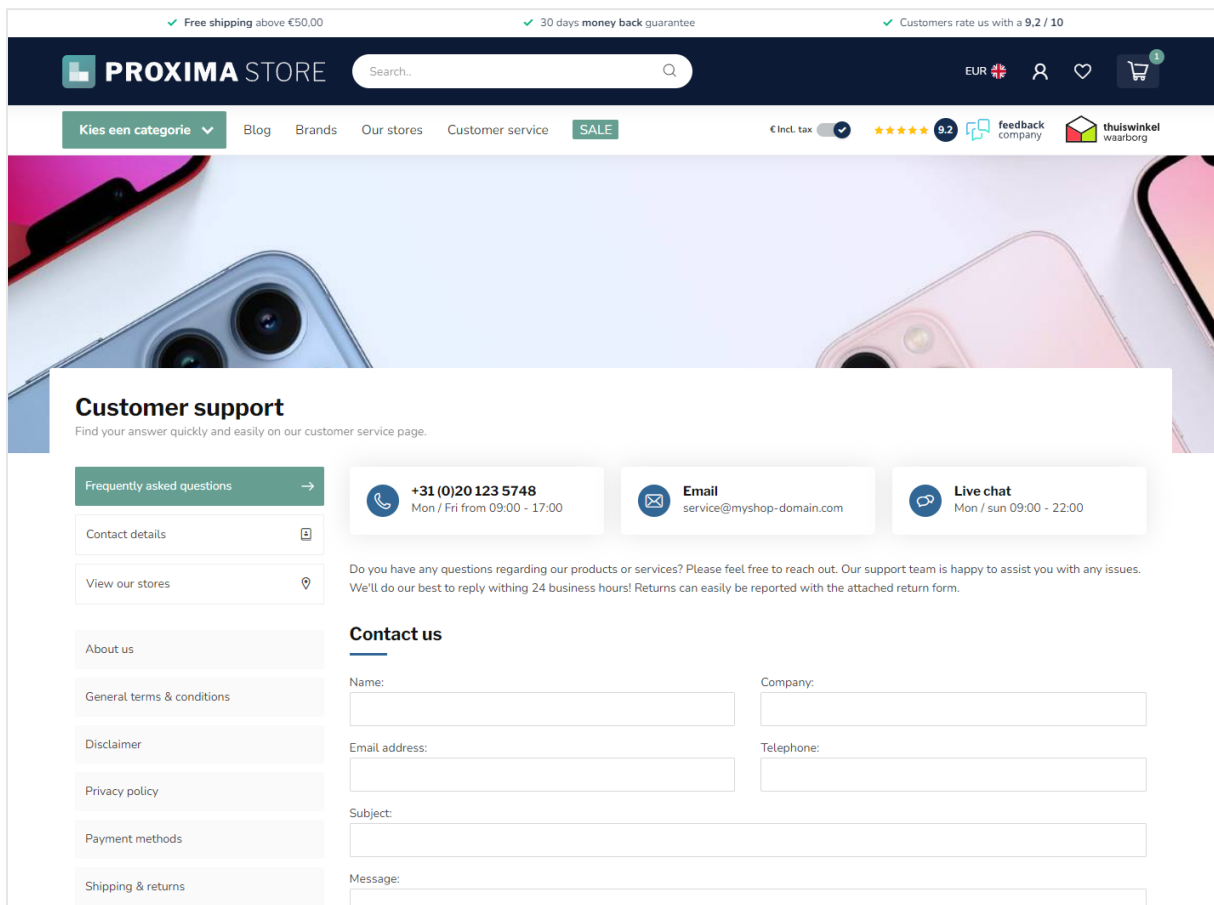 Free shipping above €50,00
30 days money back guarantee
Customers rate us with a 9,2 / 10
PROXIMA STORE
Search..
EUR
1
Kies een categorie
Blog
Brands
Our stores
Customer service
SALE
€ Incl. tax
9.2
feedback
company
thuiswinkel
waarborg
Customer support
Find your answer quickly and easily on our customer service page.
Frequently asked questions
Contact details
View our stores
About us
General terms & conditions
Disclaimer
Privacy policy
Payment methods
Shipping & returns
+31 (0)20 123 5748
Mon / Fri from 09:00 - 17:00
Email
service@myshop-domain.com
Live chat
Mon / sun 09:00 - 22:00
Do you have any questions regarding our products or services? Please feel free to reach out. Our support team is happy to assist you with any issues.
We'll do our best to reply withing 24 business hours! Returns can easily be reported with the attached return form.
Contact us
Name:
Company:
Email address:
Telephone:
Subject:
Message: